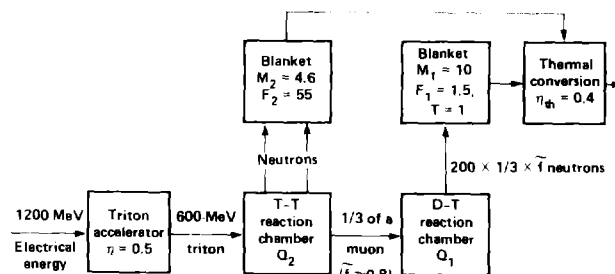 Blanket
M₂ = 4.6
F₂ = 55
Blanket
M₁ = 10
F₁ = 1.5,
T = 1
Thermal
conversion
ηth = 0.4
Neutrons
200 × 1/3 × f̃ neutrons
1200 MeV
Electrical
energy
Triton
accelerator
η = 0.5
600-MeV
triton
T-T
reaction
chamber
Q₂
1/3 of a
muon
(f̃ ≈ 0.8)
D-T
reaction
chamber
Q₁